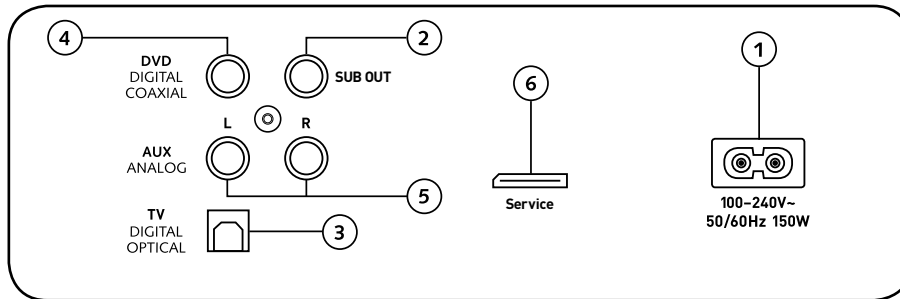 4
2
1
DVD
DIGITAL
COAXIAL
SUB OUT
6
L
R
AUX
ANALOG
5
Service
100–240V~
50/60Hz 150W
TV
DIGITAL
OPTICAL
3